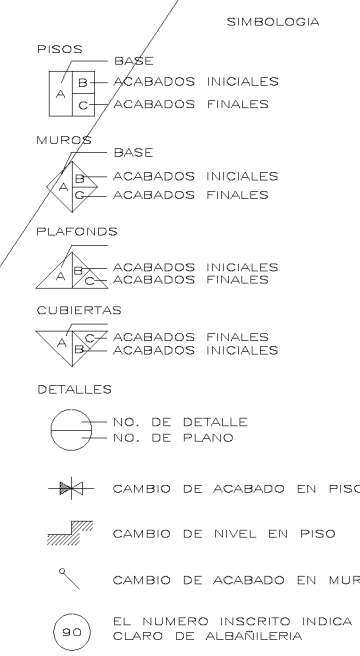 SIMBOLOGIA
PISOS
BASE
A B ACABADOS INICIALES
C ACABADOS FINALES
MUROS
BASE
A B ACABADOS INICIALES
C ACABADOS FINALES
PLAFONDS
A B ACABADOS INICIALES
C ACABADOS FINALES
CUBIERTAS
A C ACABADOS FINALES
B ACABADOS INICIALES
DETALLES
NO. DE DETALLE
NO. DE PLANO
CAMBIO DE ACABADO EN PISO
CAMBIO DE NIVEL EN PISO
CAMBIO DE ACABADO EN MUR
90 EL NUMERO INSCRITO INDICA
CLARO DE ALBAÑILERIA